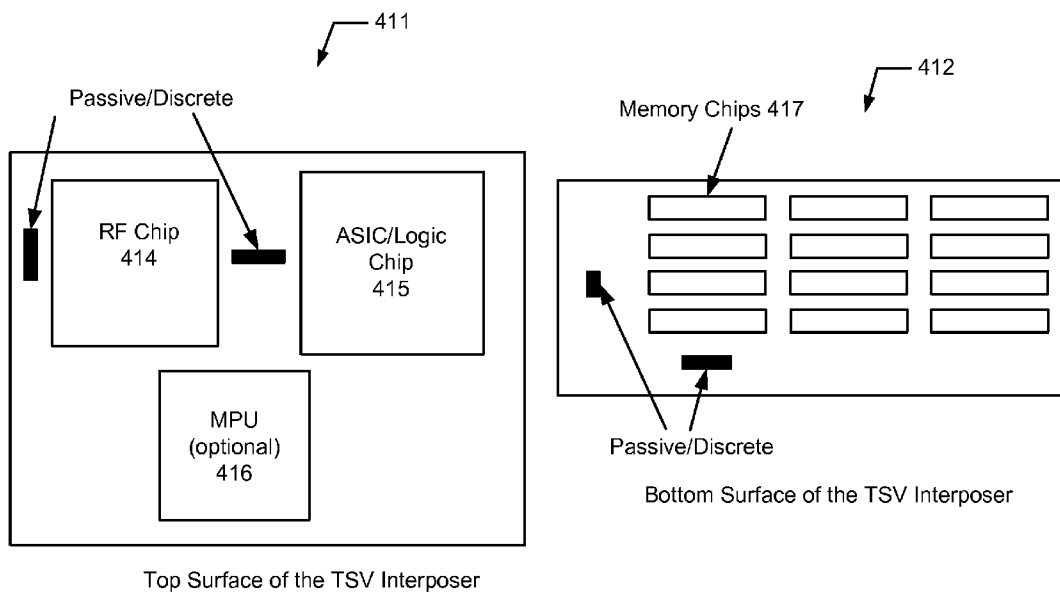 411
Passive/Discrete
RF Chip
414
ASIC/Logic
Chip
415
MPU
(optional)
416
Top Surface of the TSV Interposer
412
Memory Chips 417
Passive/Discrete
Bottom Surface of the TSV Interposer